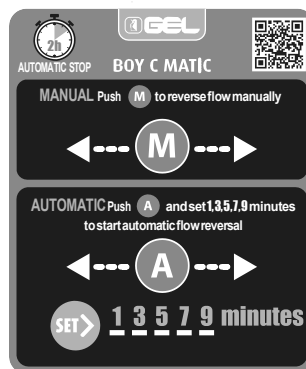 GEL
2h
AUTOMATIC STOP
BOY C MATIC
MANUAL Push M to reverse flow manually
M
AUTOMATIC Push A and set 1,3,5,7,9 minutes
to start automatic flow reversal
A
SET> 1 3 5 7 9 minutes